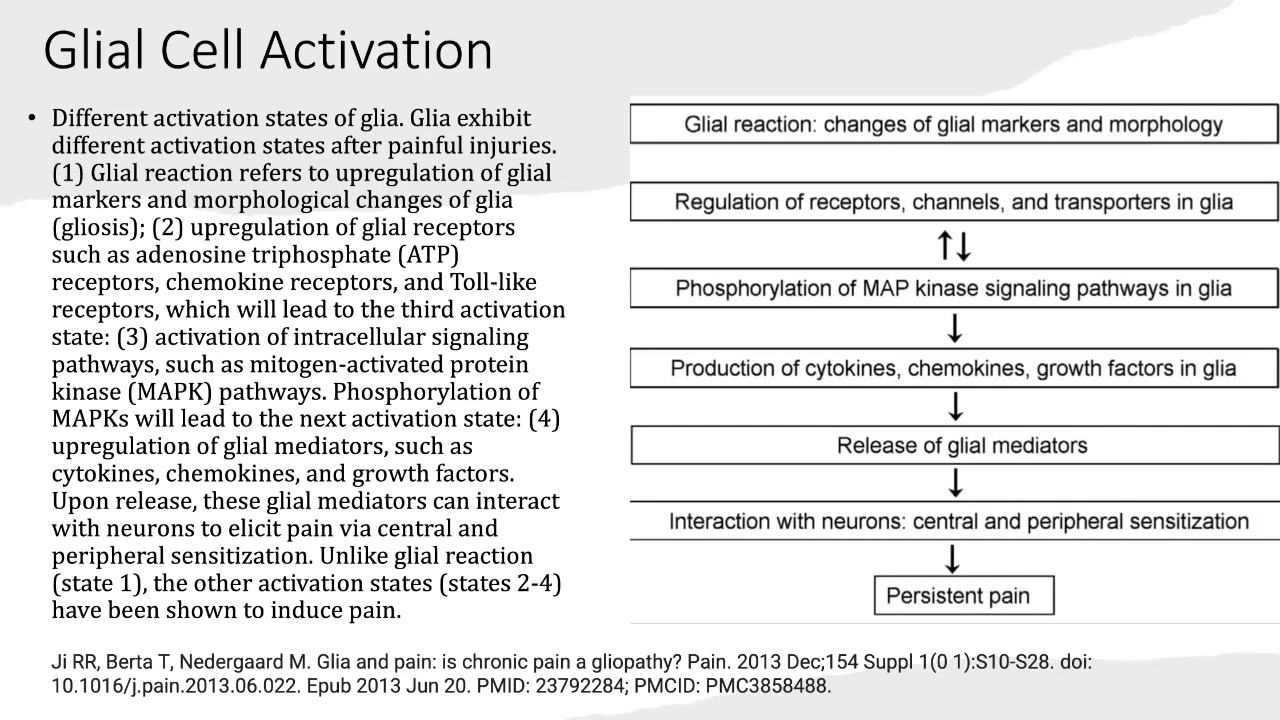 Glial Cell Activation
• Different activation states of glia. Glia exhibit
different activation states after painful injuries.
(1) Glial reaction refers to upregulation of glial
markers and morphological changes of glia
(gliosis); (2) upregulation of glial receptors
such as adenosine triphosphate (ATP)
receptors, chemokine receptors, and Toll-like
receptors, which will lead to the third activation
state: (3) activation of intracellular signaling
pathways, such as mitogen-activated protein
kinase (MAPK) pathways. Phosphorylation of
MAPKs will lead to the next activation state: (4)
upregulation of glial mediators, such as
cytokines, chemokines, and growth factors.
Upon release, these glial mediators can interact
with neurons to elicit pain via central and
peripheral sensitization. Unlike glial reaction
(state 1), the other activation states (states 2-4)
have been shown to induce pain.
Glial reaction: changes of glial markers and morphology
Regulation of receptors, channels, and transporters in glia
↑↓
Phosphorylation of MAP kinase signaling pathways in glia
↓
Production of cytokines, chemokines, growth factors in glia
↓
Release of glial mediators
↓
Interaction with neurons: central and peripheral sensitization
↓
Persistent pain
Ji RR, Berta T, Nedergaard M. Glia and pain: is chronic pain a gliopathy? Pain. 2013 Dec;154 Suppl 1(0 1):S10-S28. doi:
10.1016/j.pain.2013.06.022. Epub 2013 Jun 20. PMID: 23792284; PMCID: PMC3858488.